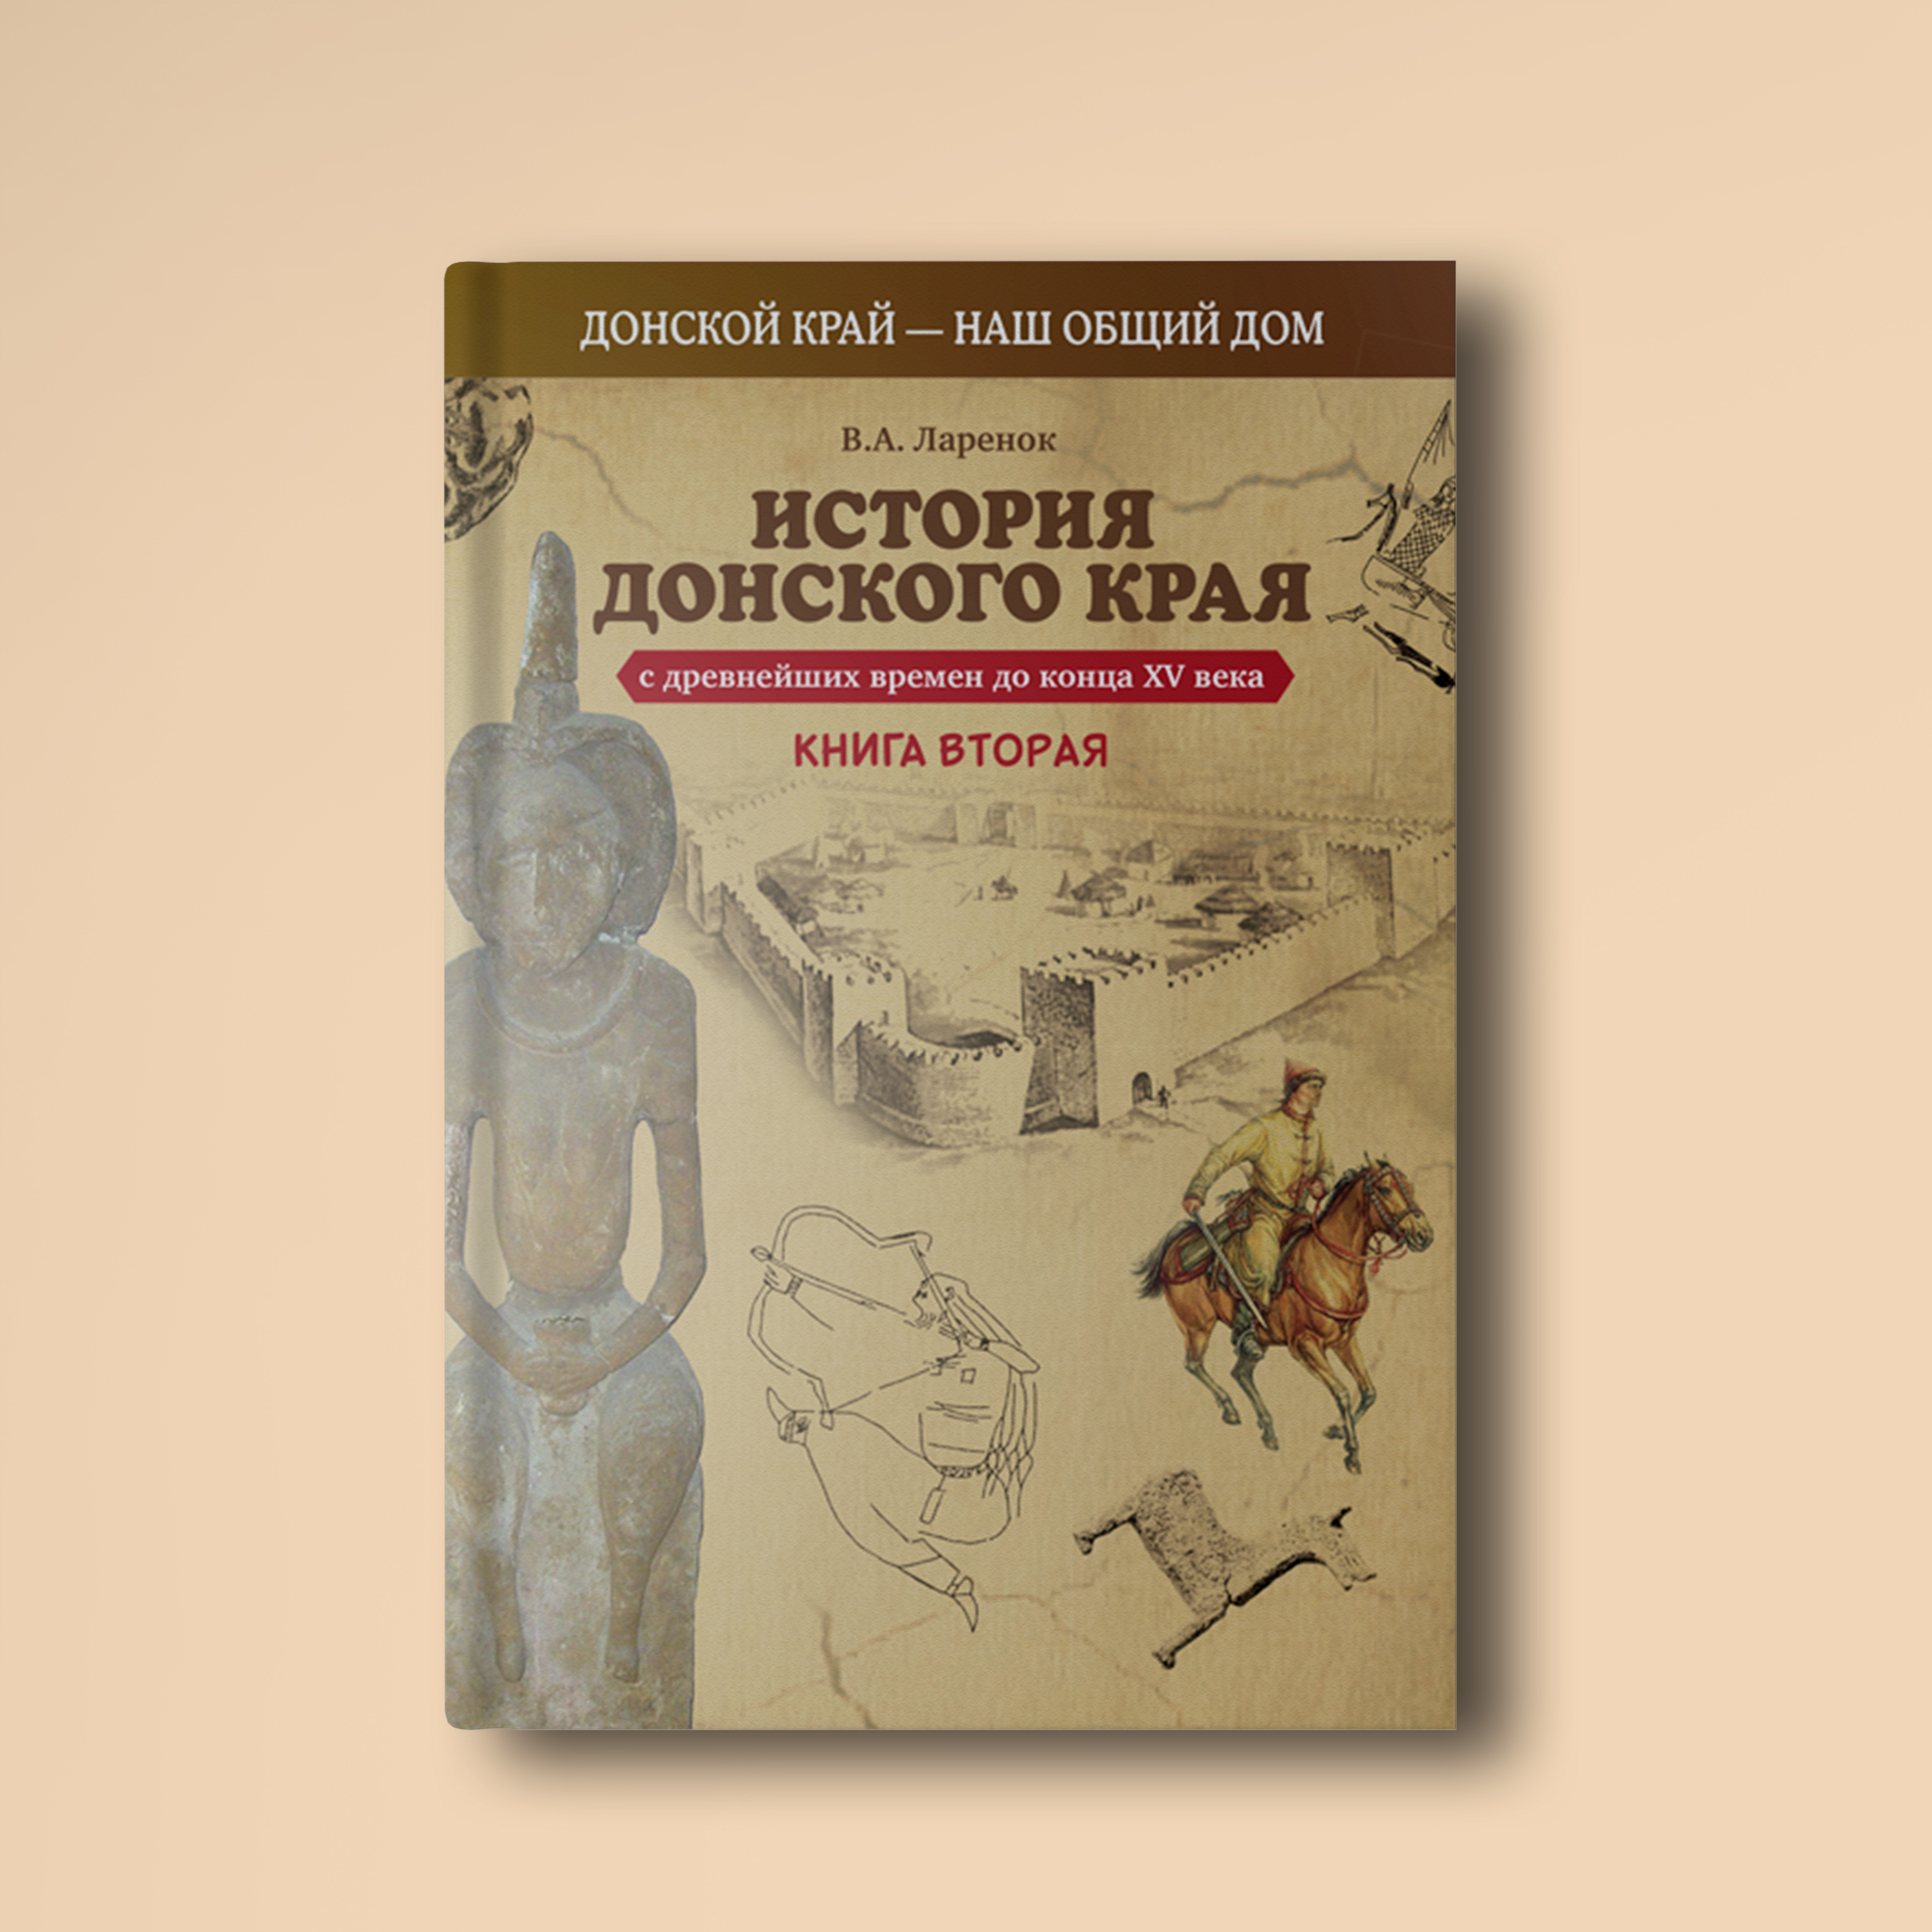 ДОНСКОЙ КРАЙ — НАШ ОБЩИЙ ДОМ
В.А. Ларенок
ИСТОРИЯ
ДОНСКОГО КРАЯ
с древнейших времен до конца XV века
КНИГА ВТОРАЯ